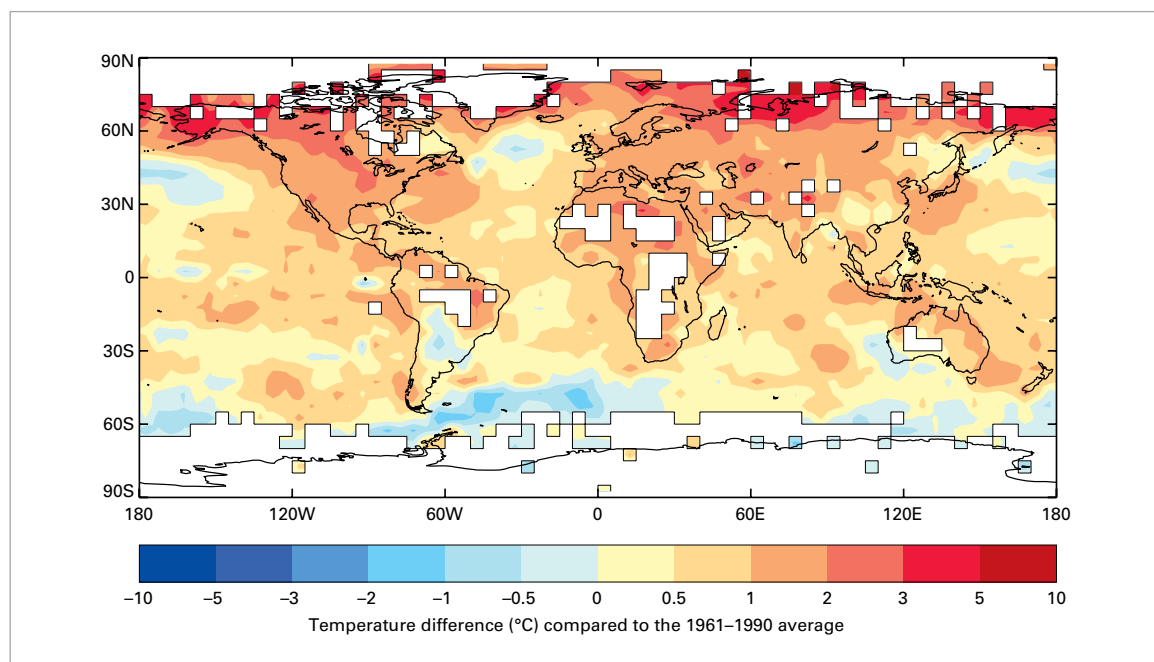 90N
60N
30N
0
30S
60S
90S
180 120W 60W 0 60E 120E 180
–10 –5 –3 –2 –1 –0.5 0 0.5 1 2 3 5 10
Temperature difference (°C) compared to the 1961–1990 average